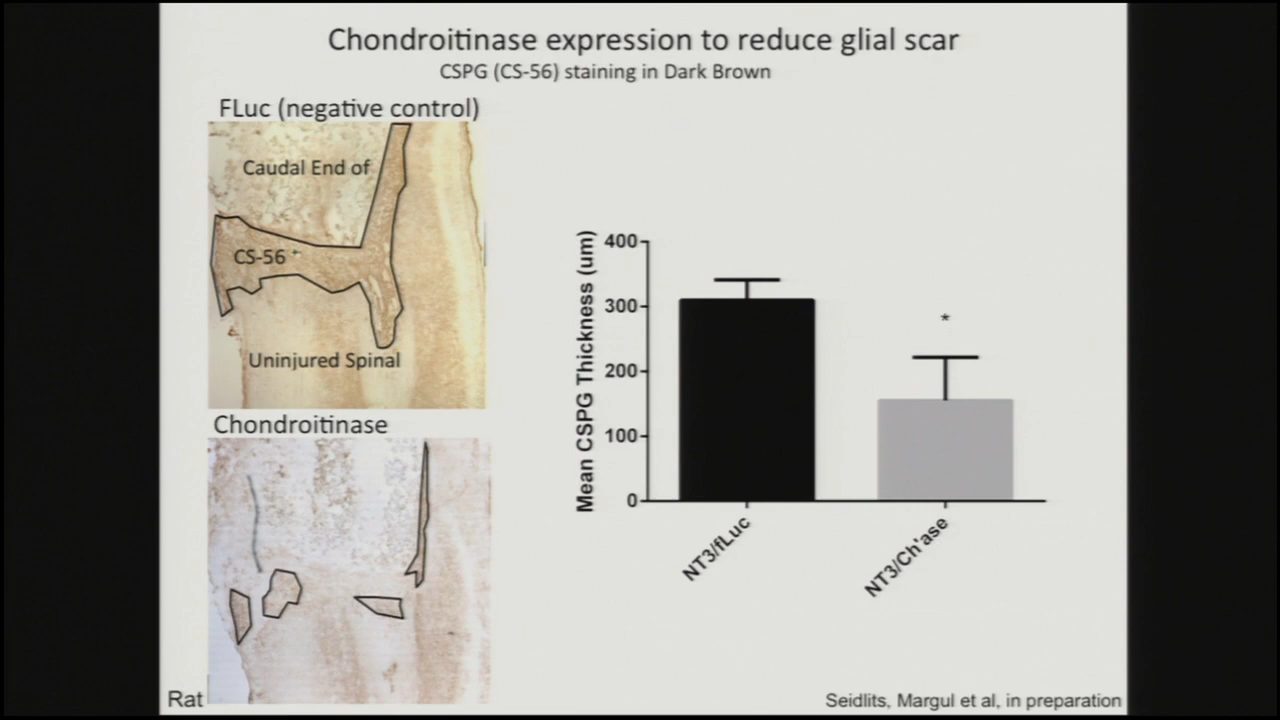 Chondroitinase expression to reduce glial scar
CSPG (CS-56) staining in Dark Brown
FLuc (negative control)
Caudal End of
CS-56 +
Uninjured Spinal
Chondroitinase
Mean CSPG Thickness (um)
400
300
200
100
0
*
NT3/fLuc
NT3/Ch'ase
Rat
Seidlits, Margul et al, in preparation